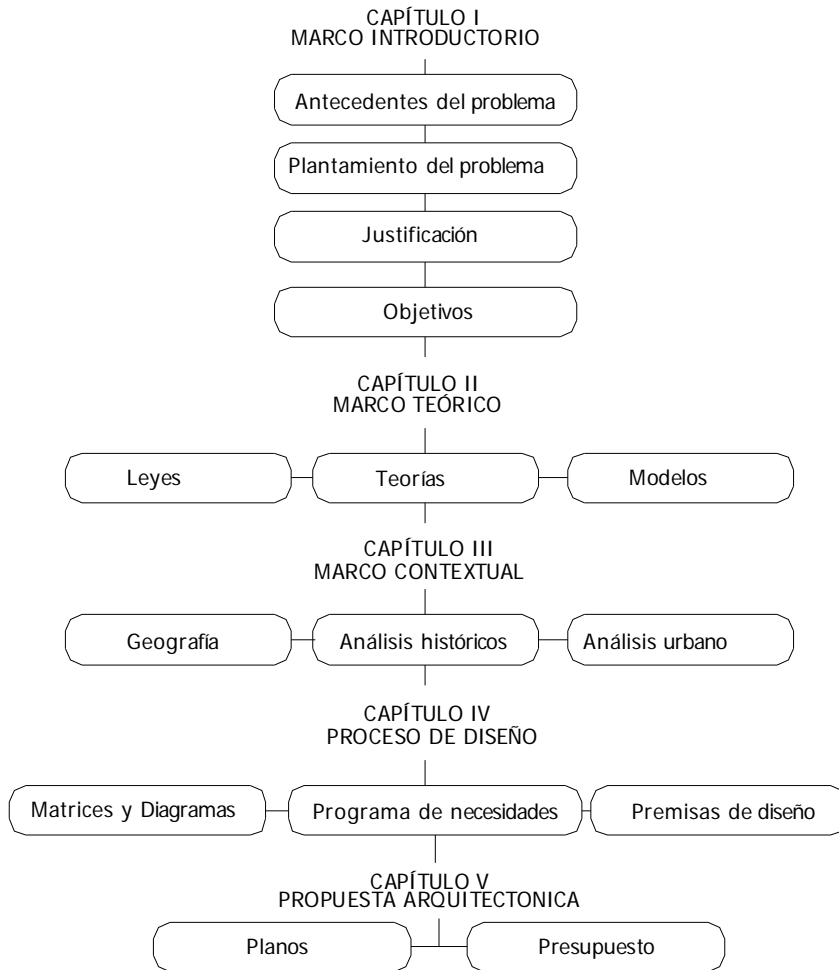 CAPÍTULO I
MARCO INTRODUCTORIO
Antecedentes del problema
Plantamiento del problema
Justificación
Objetivos
CAPÍTULO II
MARCO TEÓRICO
Leyes
Teorías
Modelos
CAPÍTULO III
MARCO CONTEXTUAL
Geografía
Análisis históricos
Análisis urbano
CAPÍTULO IV
PROCESO DE DISEÑO
Matrices y Diagramas
Programa de necesidades
Premisas de diseño
CAPÍTULO V
PROPUESTA ARQUITECTONICA
Planos
Presupuesto